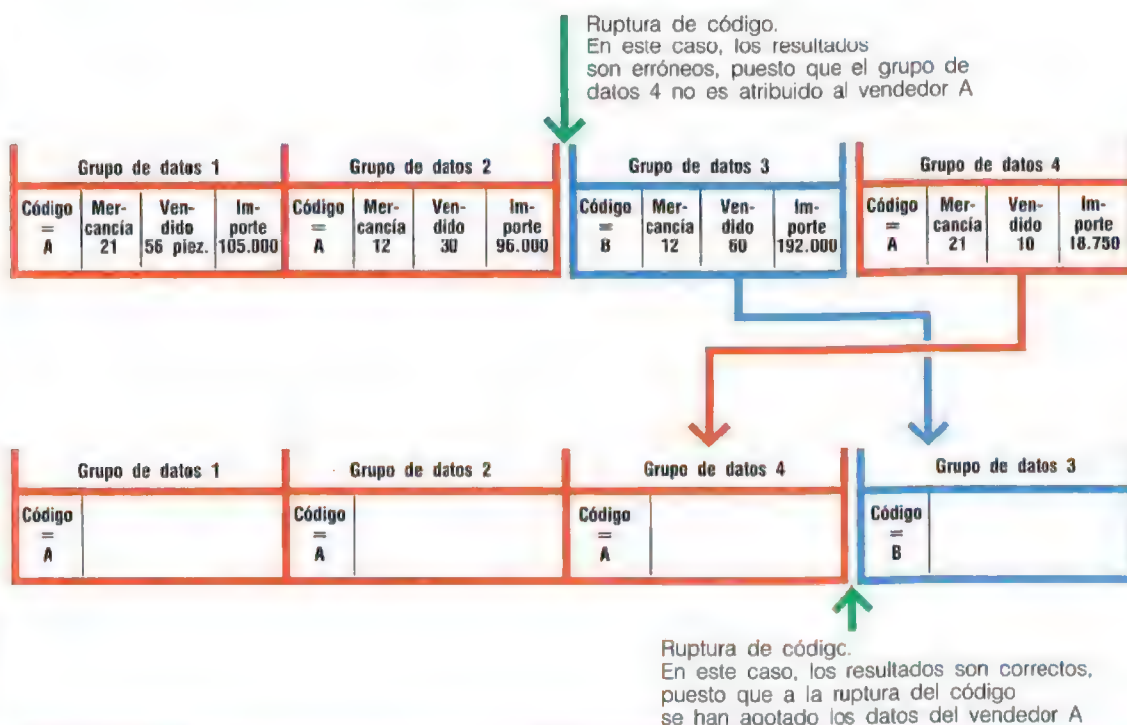 Ruptura de código.
En este caso, los resultados
son erróneos, puesto que el grupo de
datos 4 no es atribuido al vendedor A
Grupo de datos 1
Código = A
Mer-cancía 21
Ven-dido 56 piez.
Im-porte 105.000
Grupo de datos 2
Código = A
Mer-cancía 12
Ven-dido 30
Im-porte 96.000
Grupo de datos 3
Código = B
Mer-cancía 12
Ven-dido 60
Im-porte 192.000
Grupo de datos 4
Código = A
Mer-cancía 21
Ven-dido 10
Im-porte 18.750
Grupo de datos 1
Código = A
Grupo de datos 2
Código = A
Grupo de datos 4
Código = A
Grupo de datos 3
Código = B
Ruptura de código.
En este caso, los resultados son correctos,
puesto que a la ruptura del código
se han agotado los datos del vendedor A